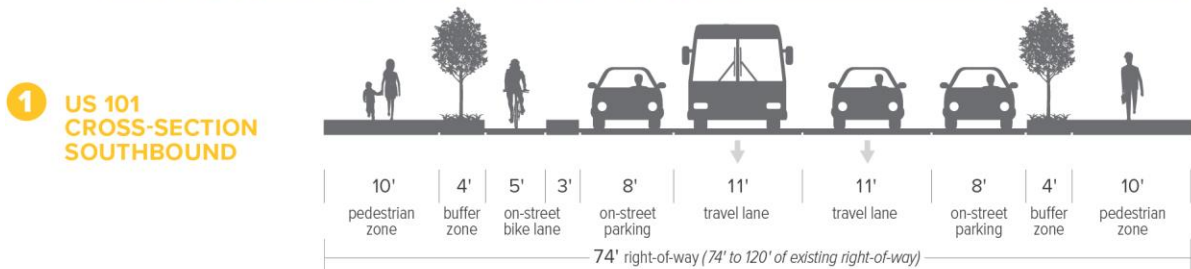 1 US 101
CROSS-SECTION
SOUTHBOUND
10' 4' 5' 3' 8' 11' 11' 8' 4' 10'
pedestrian zone buffer zone on-street bike lane on-street parking travel lane travel lane on-street parking buffer zone pedestrian zone
74' right-of-way (74' to 120' of existing right-of-way)